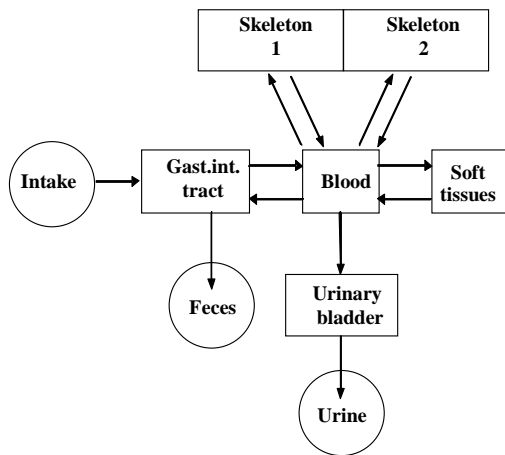 Skeleton
1
Skeleton
2
Intake
Gast.int.
tract
Blood
Soft
tissues
Feces
Urinary
bladder
Urine